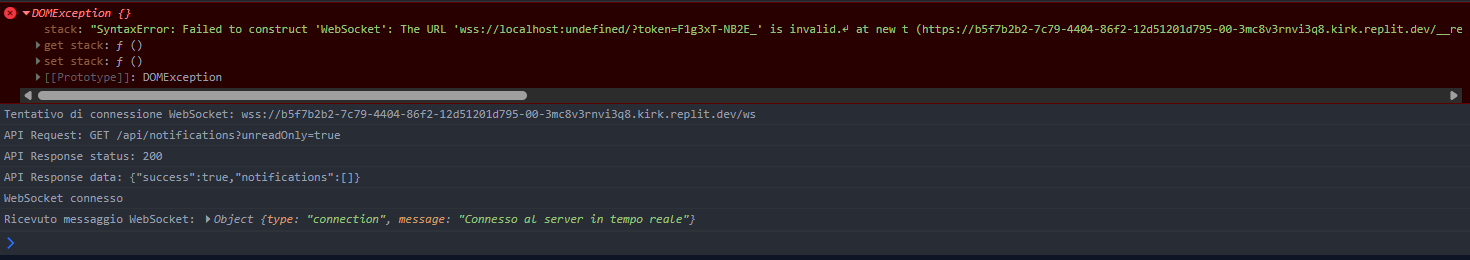 DOMException {}
stack: "SyntaxError: Failed to construct 'WebSocket': The URL 'wss://localhost:undefined/?token=F1g3xT-NB2E_' is invalid.↵ at new t (https://b5f7b2b2-7c79-4404-86f2-12d51201d795-00-3mc8v3rnvi3q8.kirk.replit.dev/__re
get stack: ƒ ()
set stack: ƒ ()
[[Prototype]]: DOMException
Tentativo di connessione WebSocket: wss://b5f7b2b2-7c79-4404-86f2-12d51201d795-00-3mc8v3rnvi3q8.kirk.replit.dev/ws
API Request: GET /api/notifications?unreadOnly=true
API Response status: 200
API Response data: {"success":true,"notifications":[]}
WebSocket connesso
Ricevuto messaggio WebSocket: Object {type: "connection", message: "Connesso al server in tempo reale"}